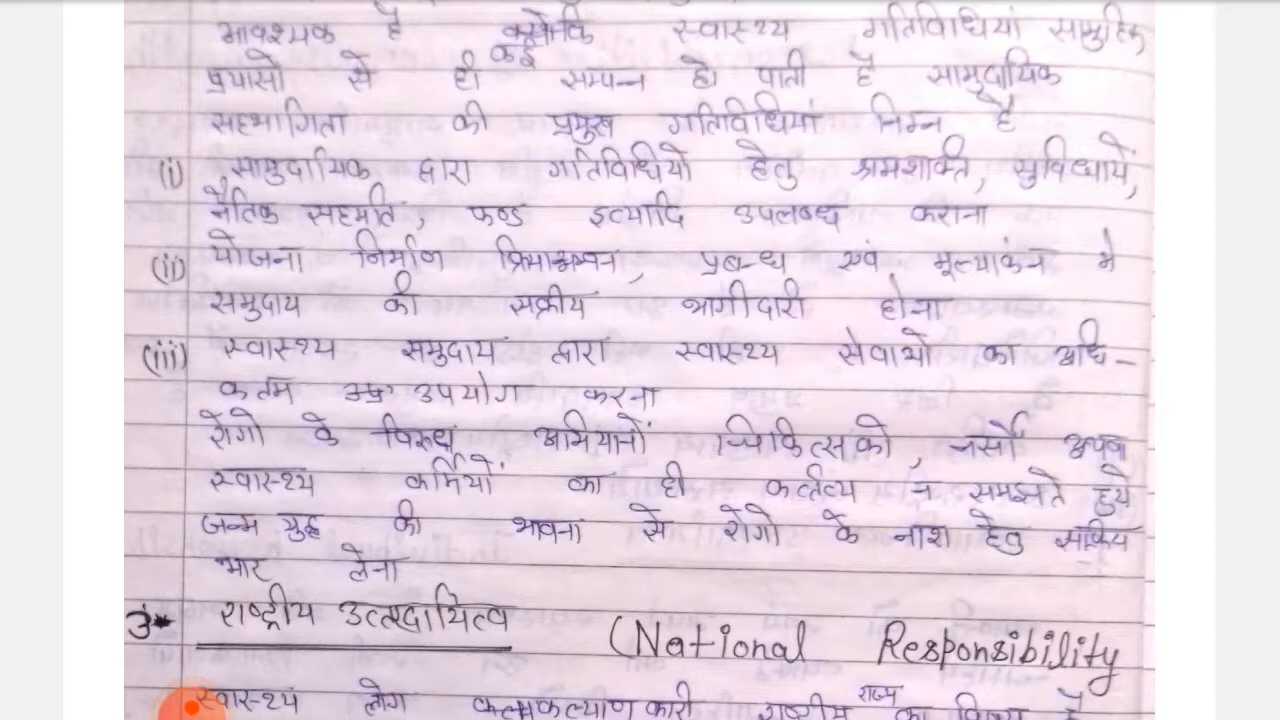 आवश्यक है क्योंकि स्वास्थ्य गतिविधियां सामुहिक
कई
प्रयासो से ही सम्पन्न हो पाती है सामुदायिक
सहभागिता की प्रमुख गतिविधियां निम्न है
(i) सामुदायिक द्वारा गतिविधियो हेतु श्रमशक्ति, सुविधायें,
नैतिक सहमति, फण्ड इत्यादि उपलब्ध कराना
(ii) योजना निर्माण, प्रबन्ध एवं मूल्यांकन मे
समुदाय की सक्रीय भागीदारी होना
(iii) स्वास्थ्य समुदाय द्वारा स्वास्थ्य सेवाओ का अधि-
कतम उपयोग करना
रोगो के विरुध अभियानों चिकित्सको, नर्सो
स्वास्थ्य कर्मियों का ही कर्तव्य न समझते हुये
जन्म युद्ध की भावना से रोगो के नाश हेतु सक्रिय
भार लेना
3* राष्ट्रीय उत्तरदायित्व (National Responsibility
स्वास्थ्य लोग राष्ट्रीय राज्य का विषय है